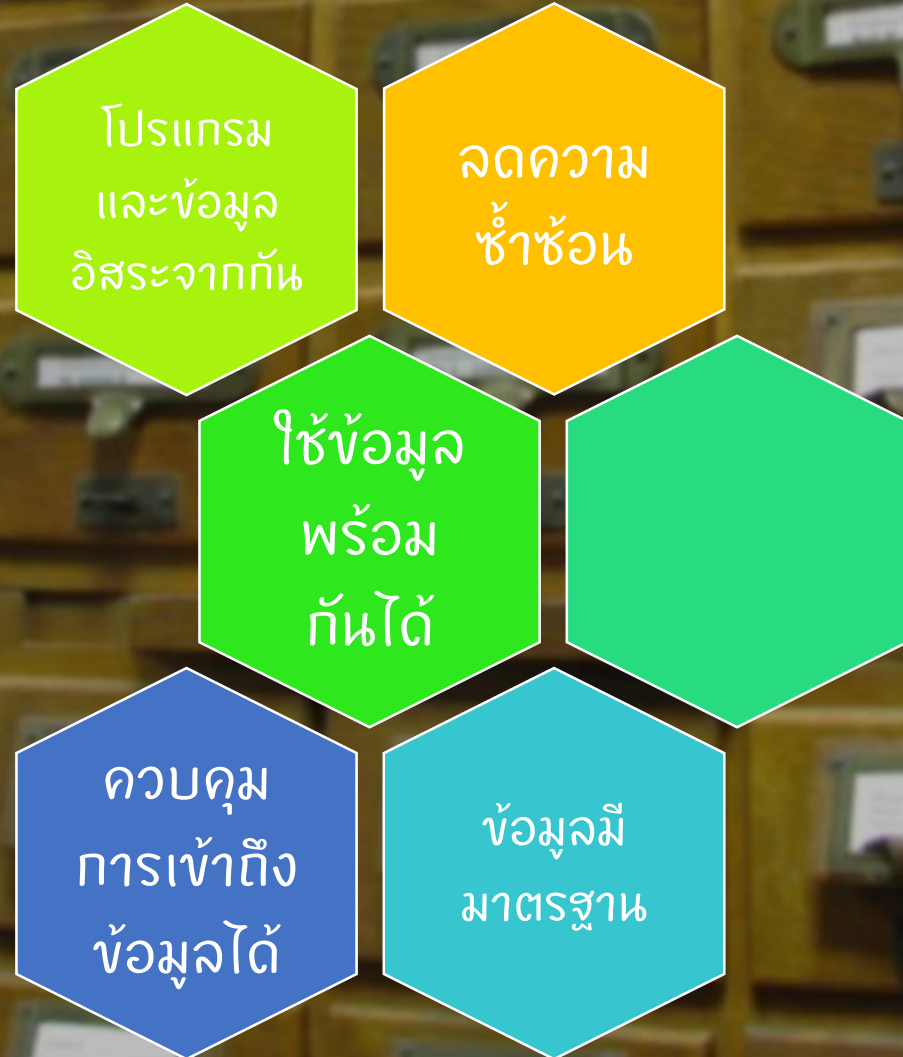 โปรแกรม
และข้อมูล
อิสระจากกัน
ลดความ
ซ้ำซ้อน
ใช้ข้อมูล
พร้อม
กันได้
ควบคุม
การเข้าถึง
ข้อมูลได้
ข้อมูลมี
มาตรฐาน